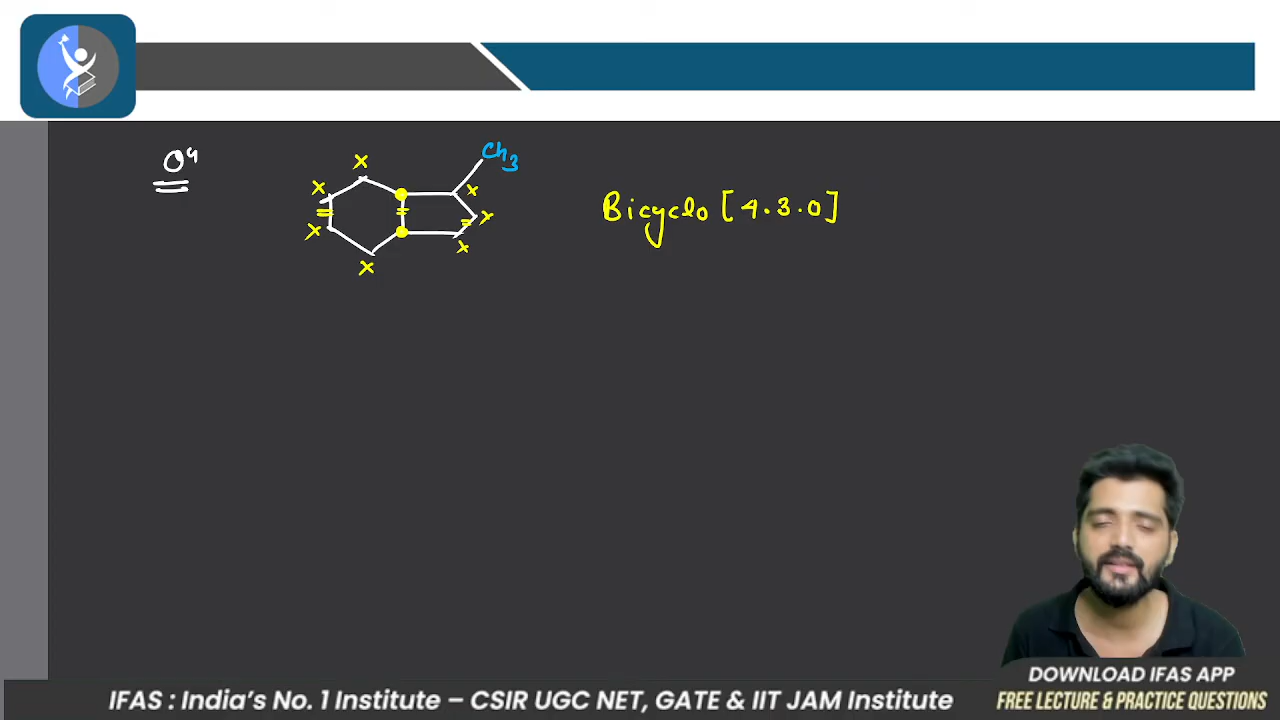 Q4
CH3
x
x
x
x
x
x
x
Bicyclo [4.3.0]
DOWNLOAD IFAS APP
FREE LECTURE & PRACTICE QUESTIONS
IFAS : India's No. 1 Institute – CSIR UGC NET, GATE & IIT JAM Institute